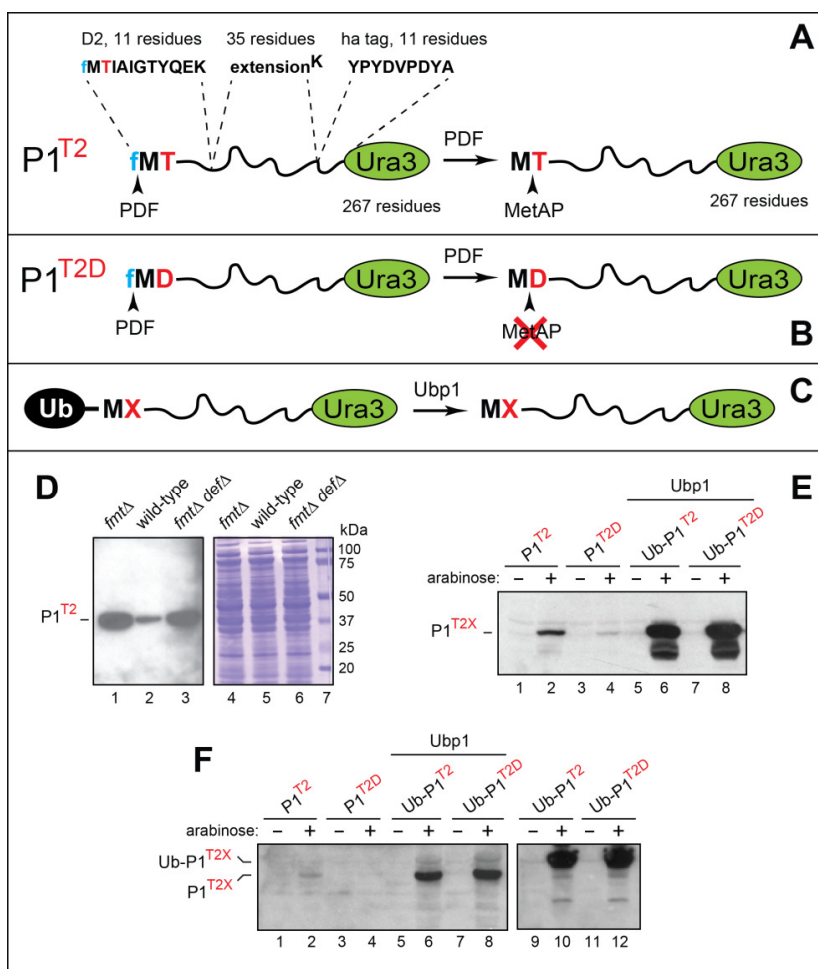 A
D2, 11 residues 35 residues ha tag, 11 residues
fMTIAIGTYQEK extensionK YPYDVPDYA
P1T2 fMT Ura3 PDF MT Ura3
PDF 267 residues MetAP 267 residues
P1T2D fMD Ura3 PDF MD Ura3
PDF MetAP
B
C
Ub MX Ura3 Ubp1 MX Ura3
D
fmtΔ wild-type fmtΔ defΔ fmtΔ wild-type fmtΔ defΔ kDa
100
75
50
37
25
20
P1T2
1 2 3 4 5 6 7
E
Ubp1
P1T2 P1T2D Ub-P1T2 Ub-P1T2D
arabinose: – + – + – + – +
P1T2X
1 2 3 4 5 6 7 8
F
Ubp1
P1T2 P1T2D Ub-P1T2 Ub-P1T2D Ub-P1T2 Ub-P1T2D
arabinose: – + – + – + – + – + – +
Ub-P1T2X
P1T2X
1 2 3 4 5 6 7 8 9 10 11 12